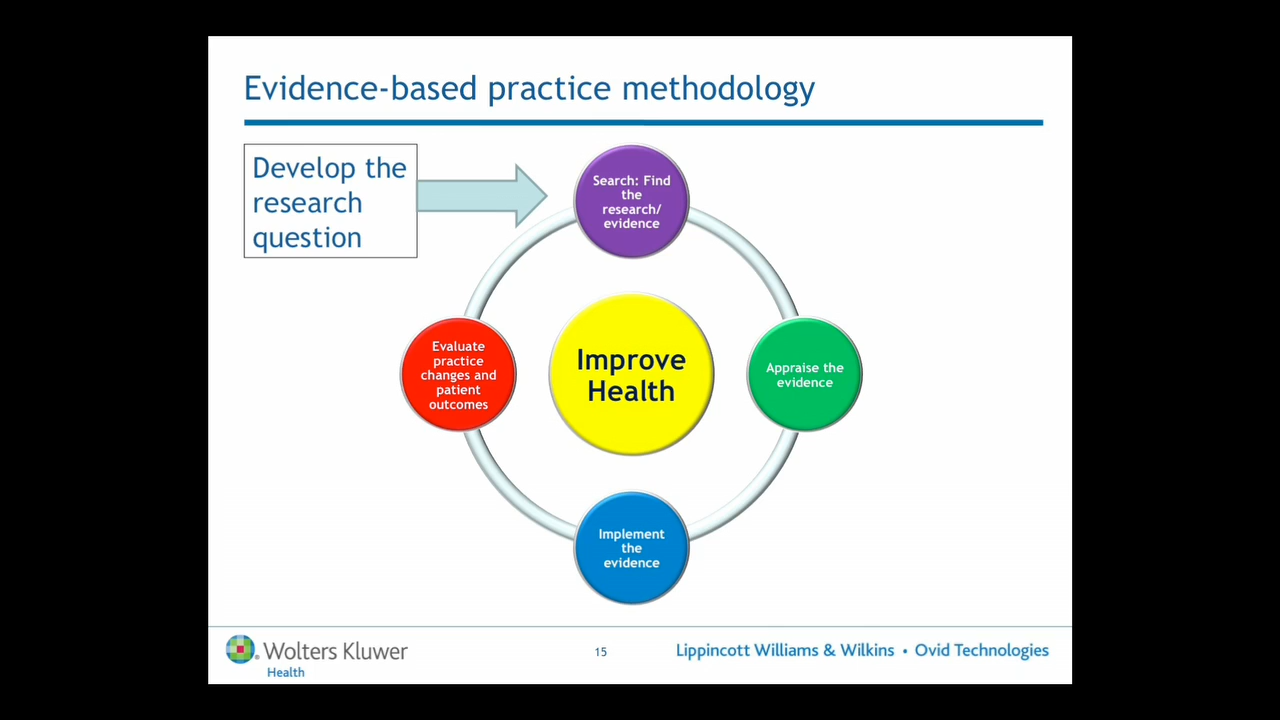 Evidence-based practice methodology
Develop the
research
question
Search: Find
the
research/
evidence
Evaluate
practice
changes and
patient
outcomes
Improve
Health
Appraise the
evidence
Implement
the
evidence
Wolters Kluwer
Health
15
Lippincott Williams & Wilkins • Ovid Technologies